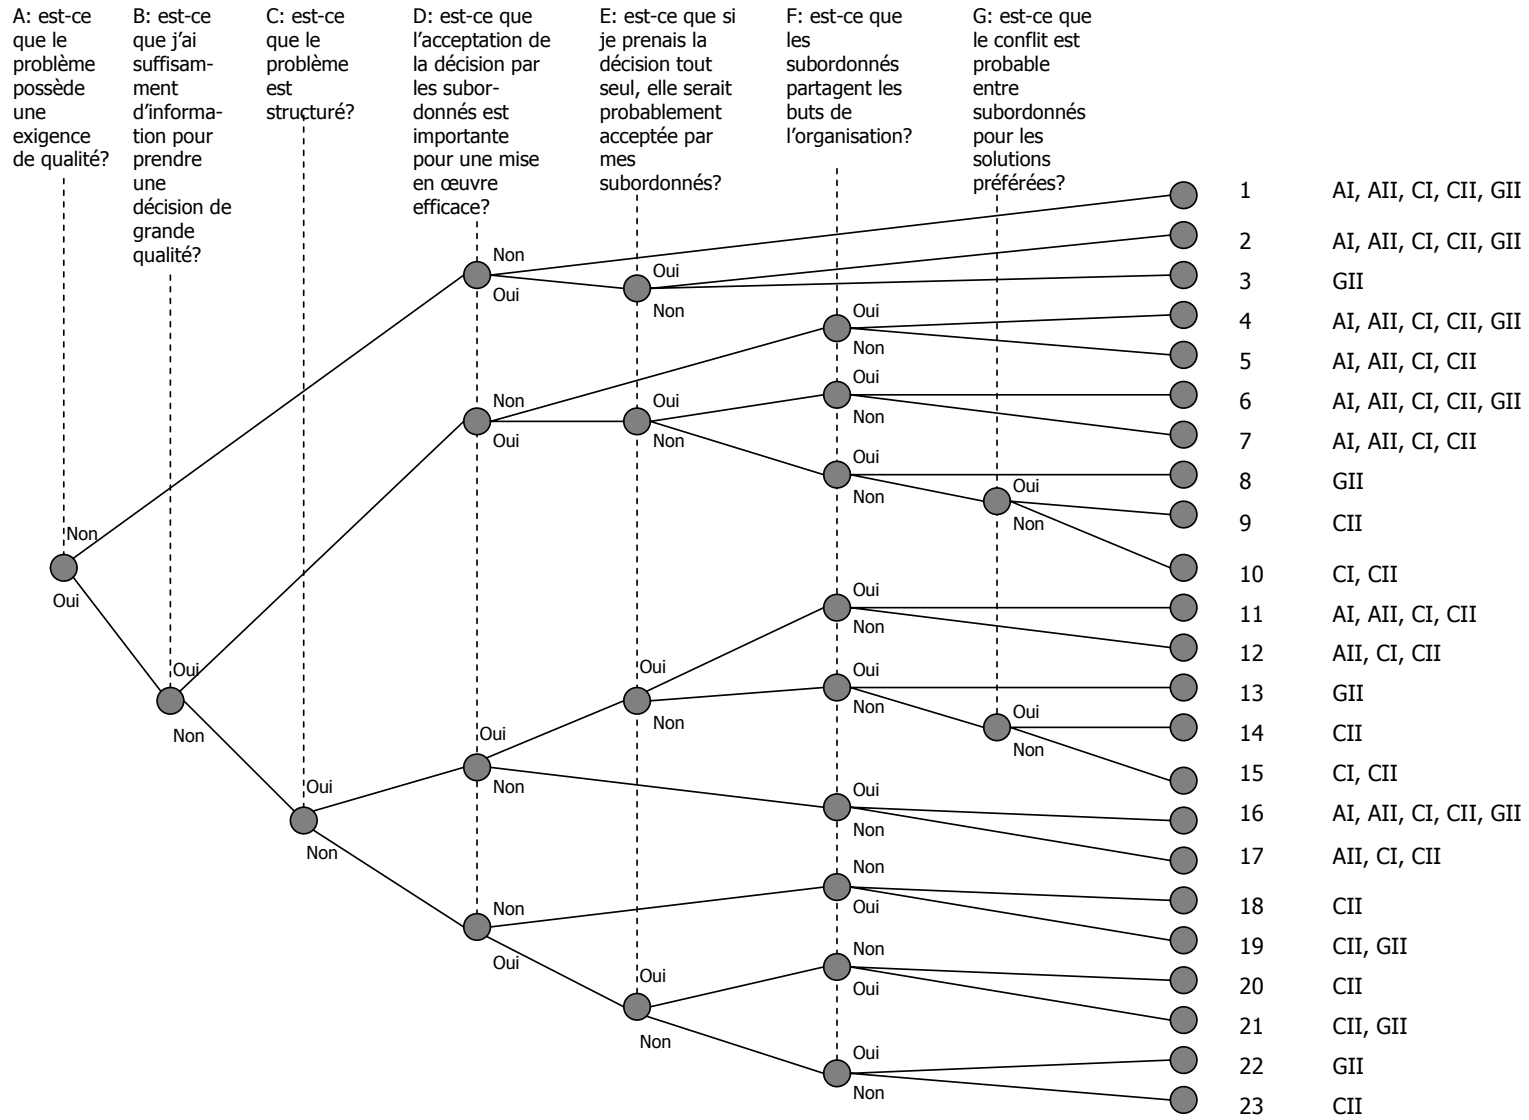 A: est-ce
que le
problème
possède
une
exigence
de qualité?
B: est-ce
que j'ai
suffisam-
ment
d'informa-
tion pour
prendre
une
décision de
grande
qualité?
C: est-ce
que le
problème
est
structuré?
D: est-ce que
l'acceptation de
la décision par
les subor-
donnés est
importante
pour une mise
en œuvre
efficace?
E: est-ce que si
je prenais la
décision tout
seul, elle serait
probablement
acceptée par
mes
subordonnés?
F: est-ce que
les
subordonnés
partagent les
buts de
l'organisation?
G: est-ce que
le conflit est
probable
entre
subordonnés
pour les
solutions
préférées?
1 AI, AII, CI, CII, GII
Non
2 AI, AII, CI, CII, GII
Oui
Oui
3 GII
Non
Oui
4 AI, AII, CI, CII, GII
Non
5 AI, AII, CI, CII
Oui
Non
Oui
6 AI, AII, CI, CII, GII
Non
Oui
Non
7 AI, AII, CI, CII
Oui
8 GII
Non
Oui
9 CII
Non
Non
10 CI, CII
Oui
Oui
11 AI, AII, CI, CII
Non
12 AII, CI, CII
Oui
Oui
Oui
13 GII
Non
Non
Oui
14 CII
Non
Oui
Non
15 CI, CII
Oui
Non
Oui
16 AI, AII, CI, CII, GII
Non
Non
17 AII, CI, CII
Non
18 CII
Non
Oui
19 CII, GII
Non
Oui
Oui
20 CII
Oui
21 CII, GII
Non
Oui
22 GII
Non
23 CII